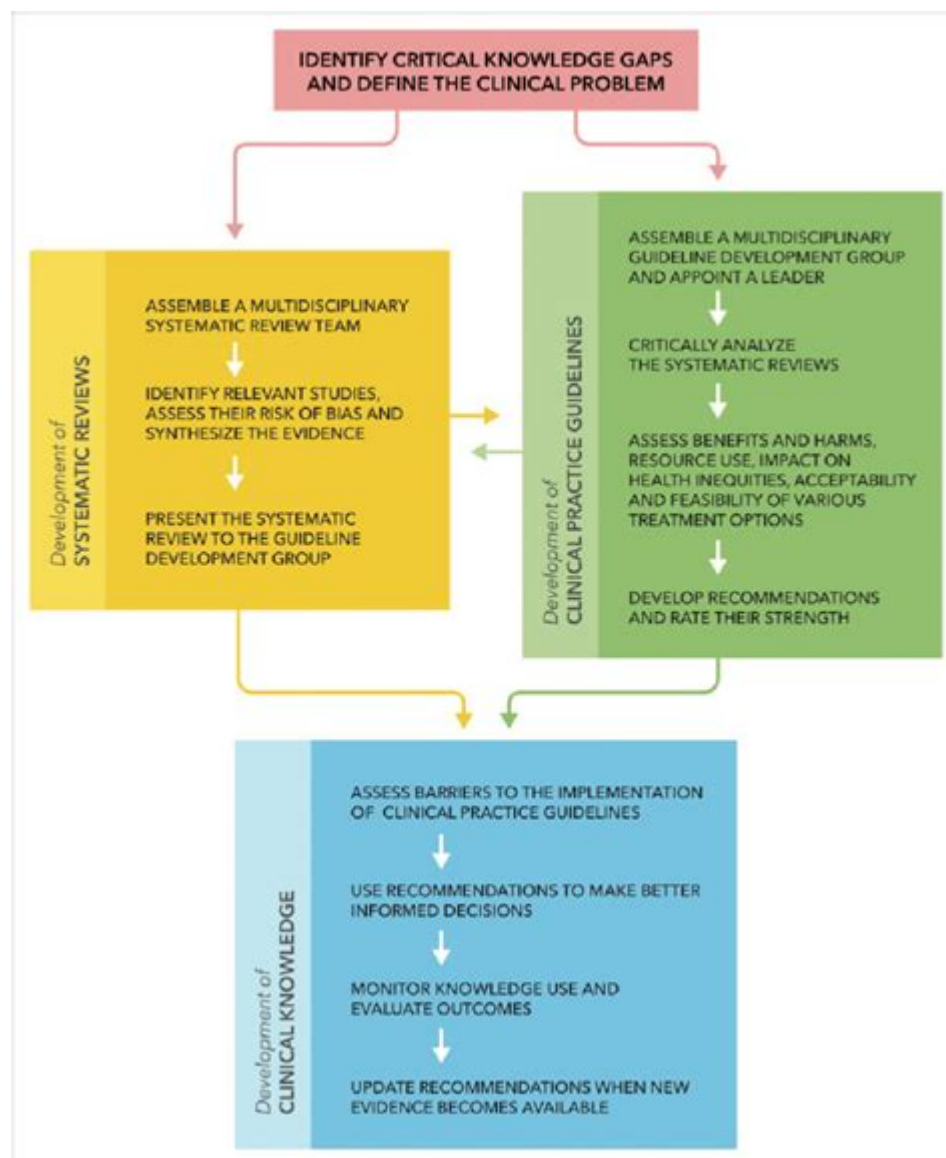 IDENTIFY CRITICAL KNOWLEDGE GAPS
AND DEFINE THE CLINICAL PROBLEM
Development of
SYSTEMATIC REVIEWS
ASSEMBLE A MULTIDISCIPLINARY
SYSTEMATIC REVIEW TEAM
IDENTIFY RELEVANT STUDIES,
ASSESS THEIR RISK OF BIAS AND
SYNTHESIZE THE EVIDENCE
PRESENT THE SYSTEMATIC
REVIEW TO THE GUIDELINE
DEVELOPMENT GROUP
Development of
CLINICAL PRACTICE GUIDELINES
ASSEMBLE A MULTIDISCIPLINARY
GUIDELINE DEVELOPMENT GROUP
AND APPOINT A LEADER
CRITICALLY ANALYZE
THE SYSTEMATIC REVIEWS
ASSESS BENEFITS AND HARMS,
RESOURCE USE, IMPACT ON
HEALTH INEQUITIES, ACCEPTABILITY
AND FEASIBILITY OF VARIOUS
TREATMENT OPTIONS
DEVELOP RECOMMENDATIONS
AND RATE THEIR STRENGTH
Development of
CLINICAL KNOWLEDGE
ASSESS BARRIERS TO THE IMPLEMENTATION
OF CLINICAL PRACTICE GUIDELINES
USE RECOMMENDATIONS TO MAKE BETTER
INFORMED DECISIONS
MONITOR KNOWLEDGE USE AND
EVALUATE OUTCOMES
UPDATE RECOMMENDATIONS WHEN NEW
EVIDENCE BECOMES AVAILABLE